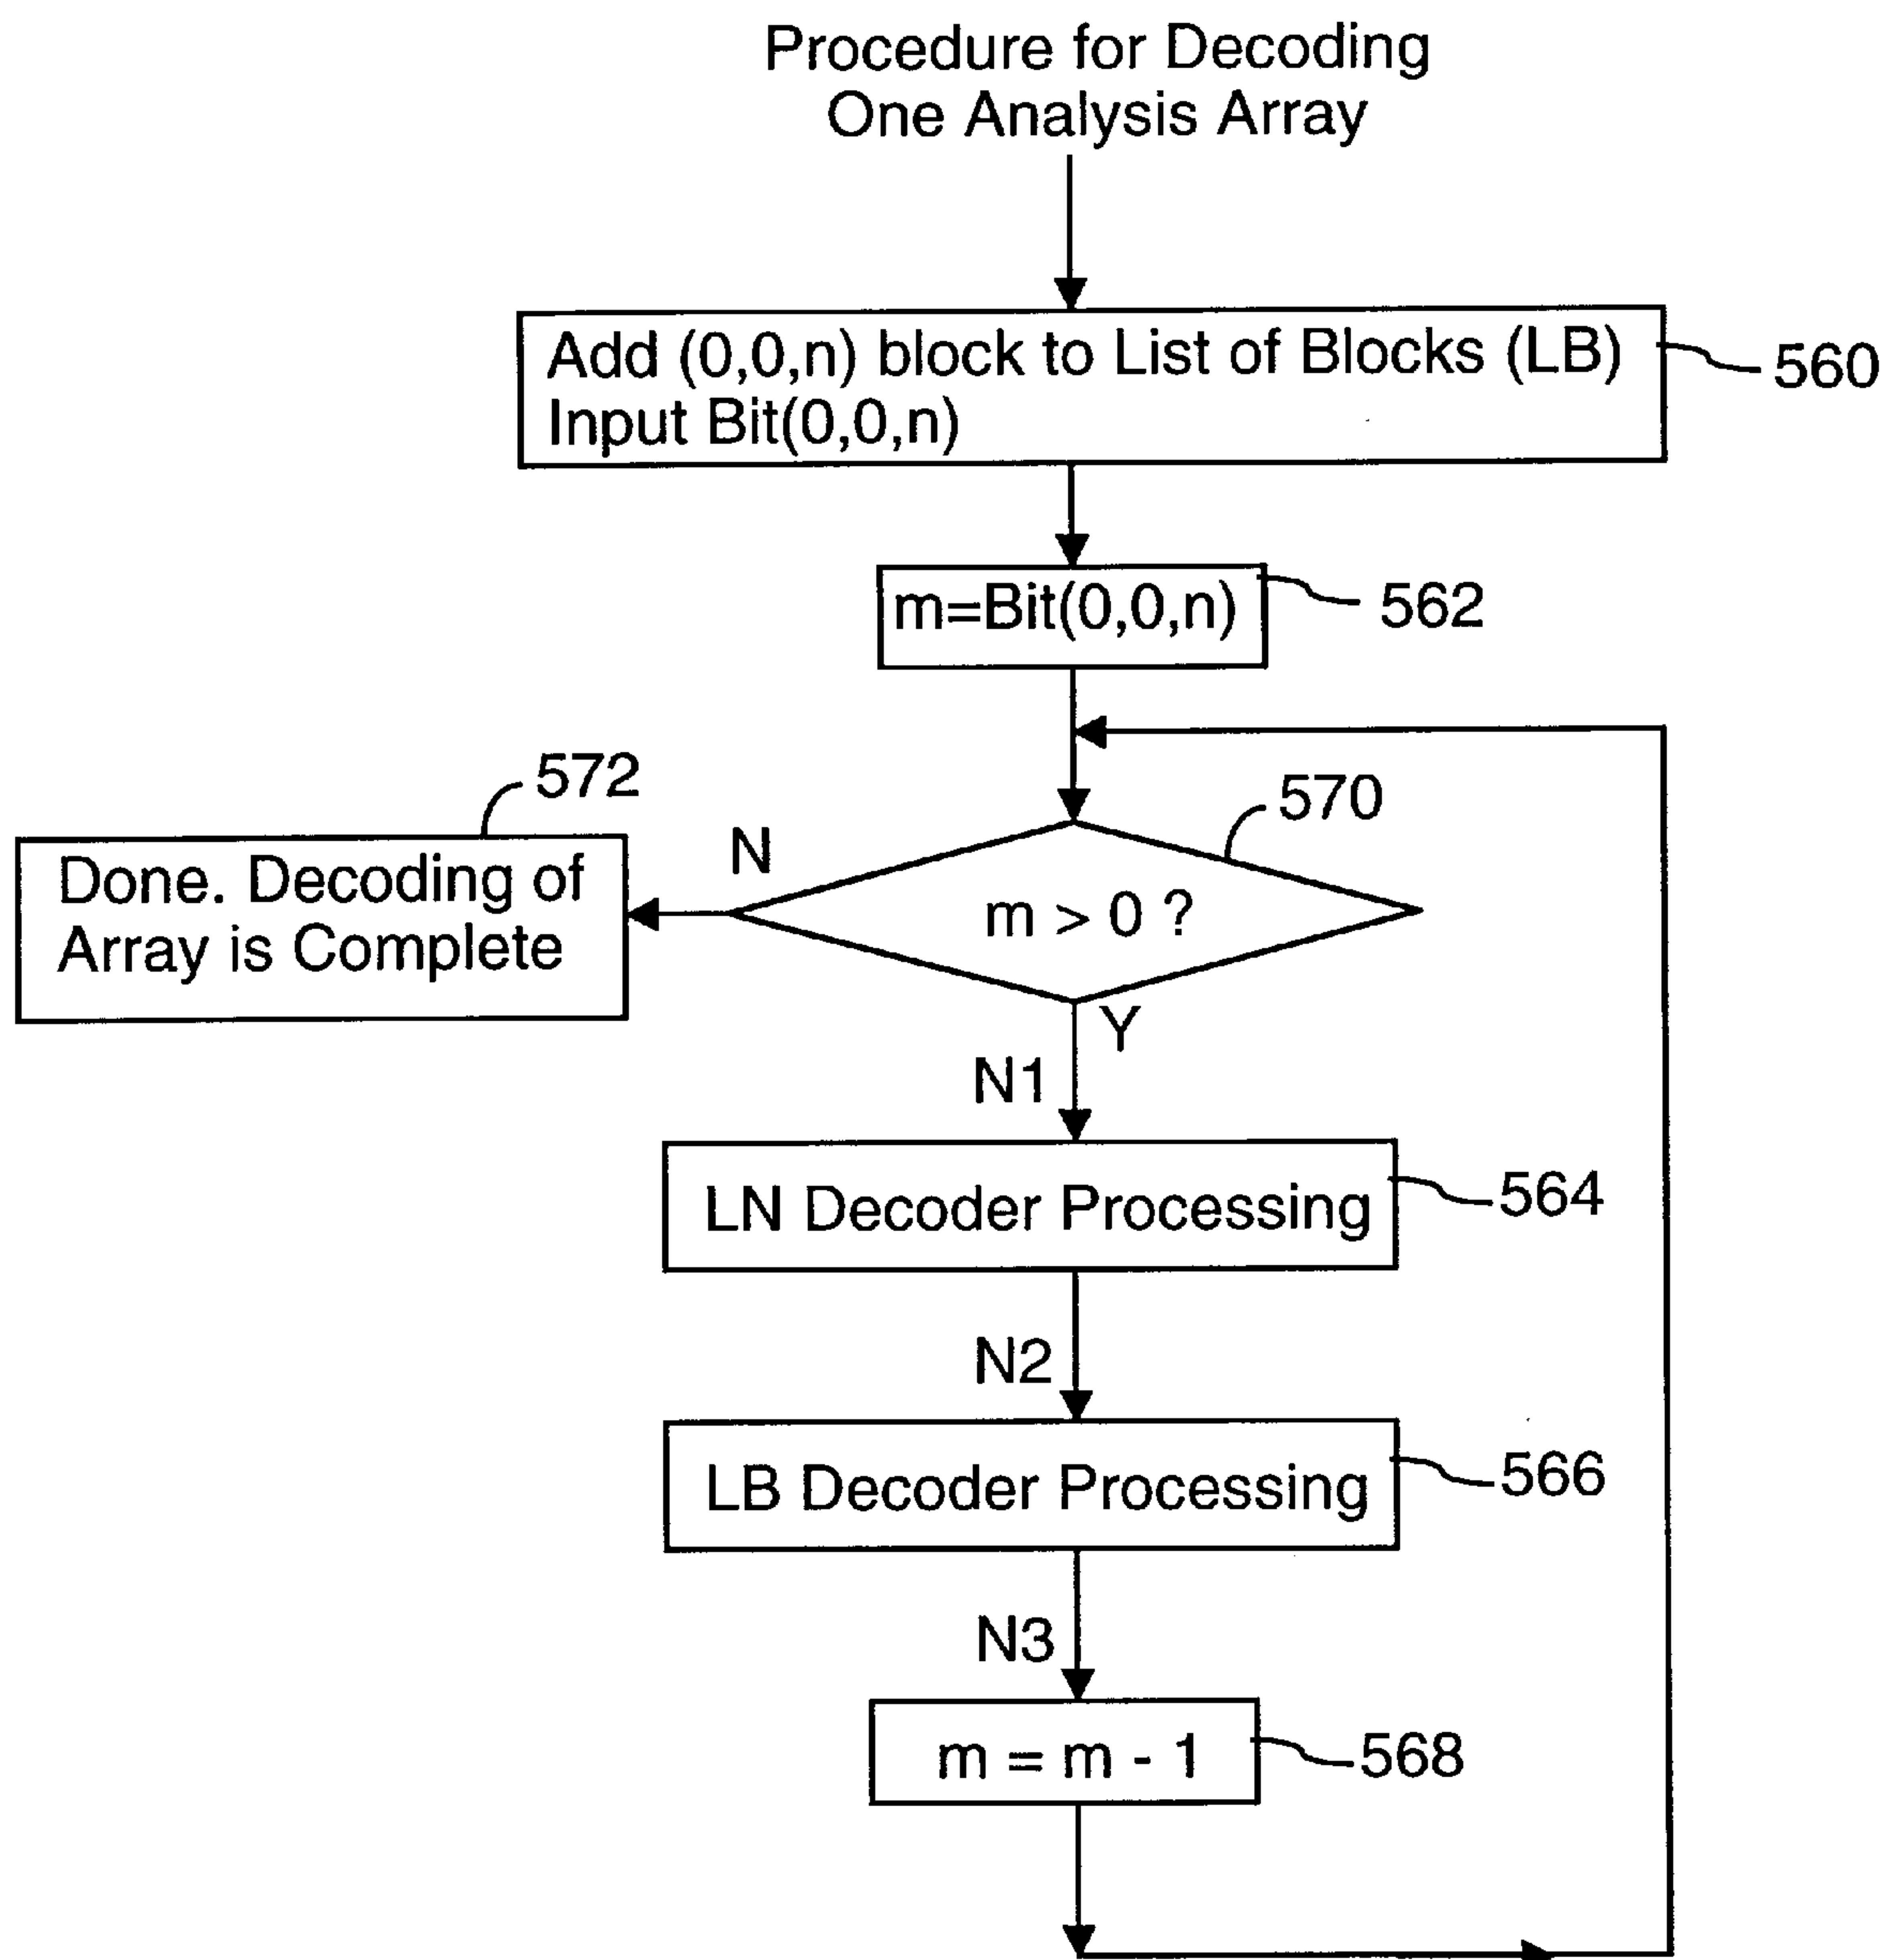 Procedure for Decoding
One Analysis Array
Add (0,0,n) block to List of Blocks (LB)
Input Bit(0,0,n)
560
m=Bit(0,0,n)
562
572
570
N
Done. Decoding of
Array is Complete
m > 0 ?
Y
N1
LN Decoder Processing
564
N2
LB Decoder Processing
566
N3
m = m - 1
568